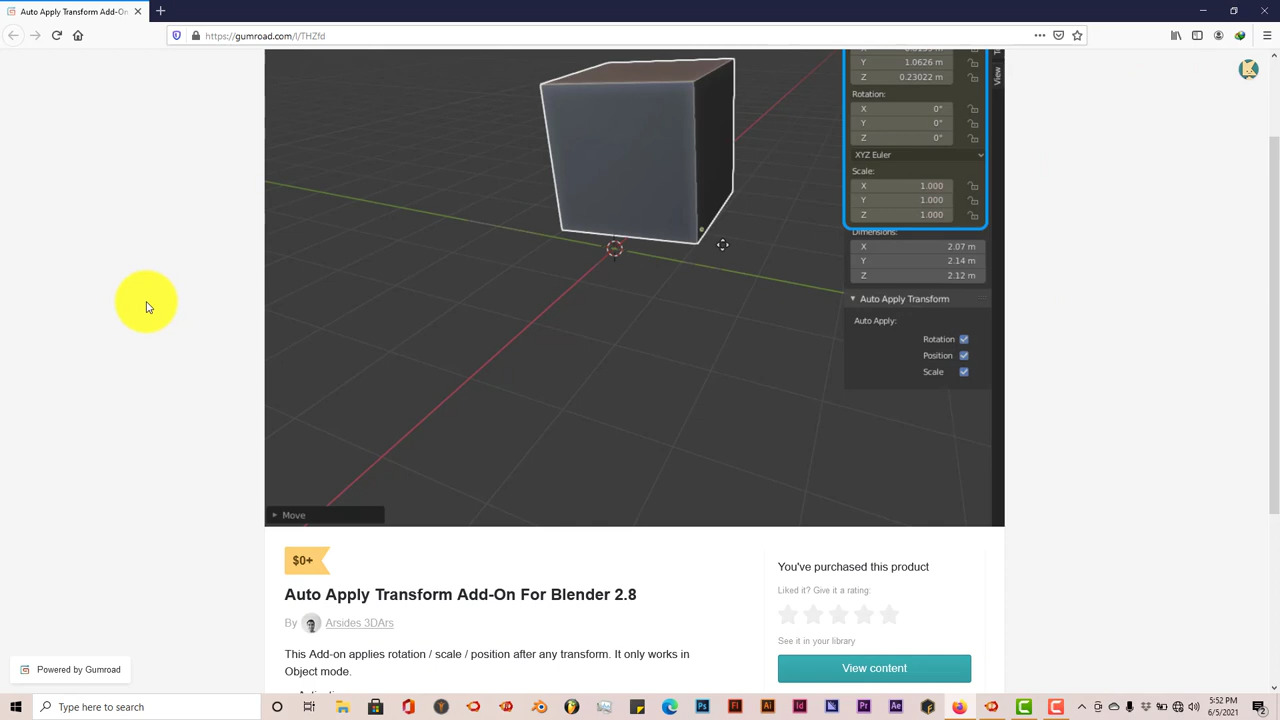 Auto Apply Transform Add-On
https://gumroad.com/l/THZfd
Y 1.0626 m
Z 0.23022 m
View
Rotation:
X 0°
Y 0°
Z 0°
XYZ Euler
Scale:
X 1.000
Y 1.000
Z 1.000
Dimensions:
X 2.07 m
Y 2.14 m
Z 2.12 m
Auto Apply Transform
Auto Apply:
Rotation
Position
Scale
Move
$0+
Auto Apply Transform Add-On For Blender 2.8
By Arsides 3DArs
This Add-on applies rotation / scale / position after any transform. It only works in
Object mode.
You've purchased this product
Liked it? Give it a rating:
See it in your library
View content
Powered by Gumroad
Type here to search
5:52 PM
6/5/2021